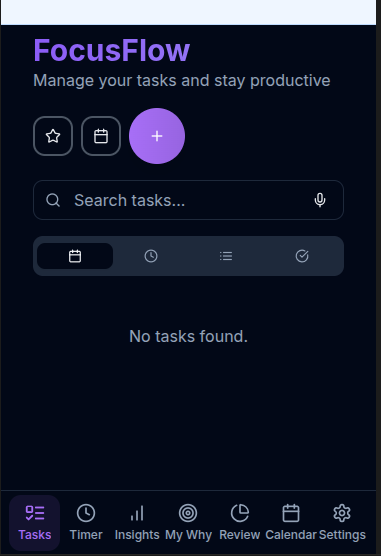 FocusFlow
Manage your tasks and stay productive
Search tasks...
No tasks found.
Tasks Timer Insights My Why Review Calendar Settings